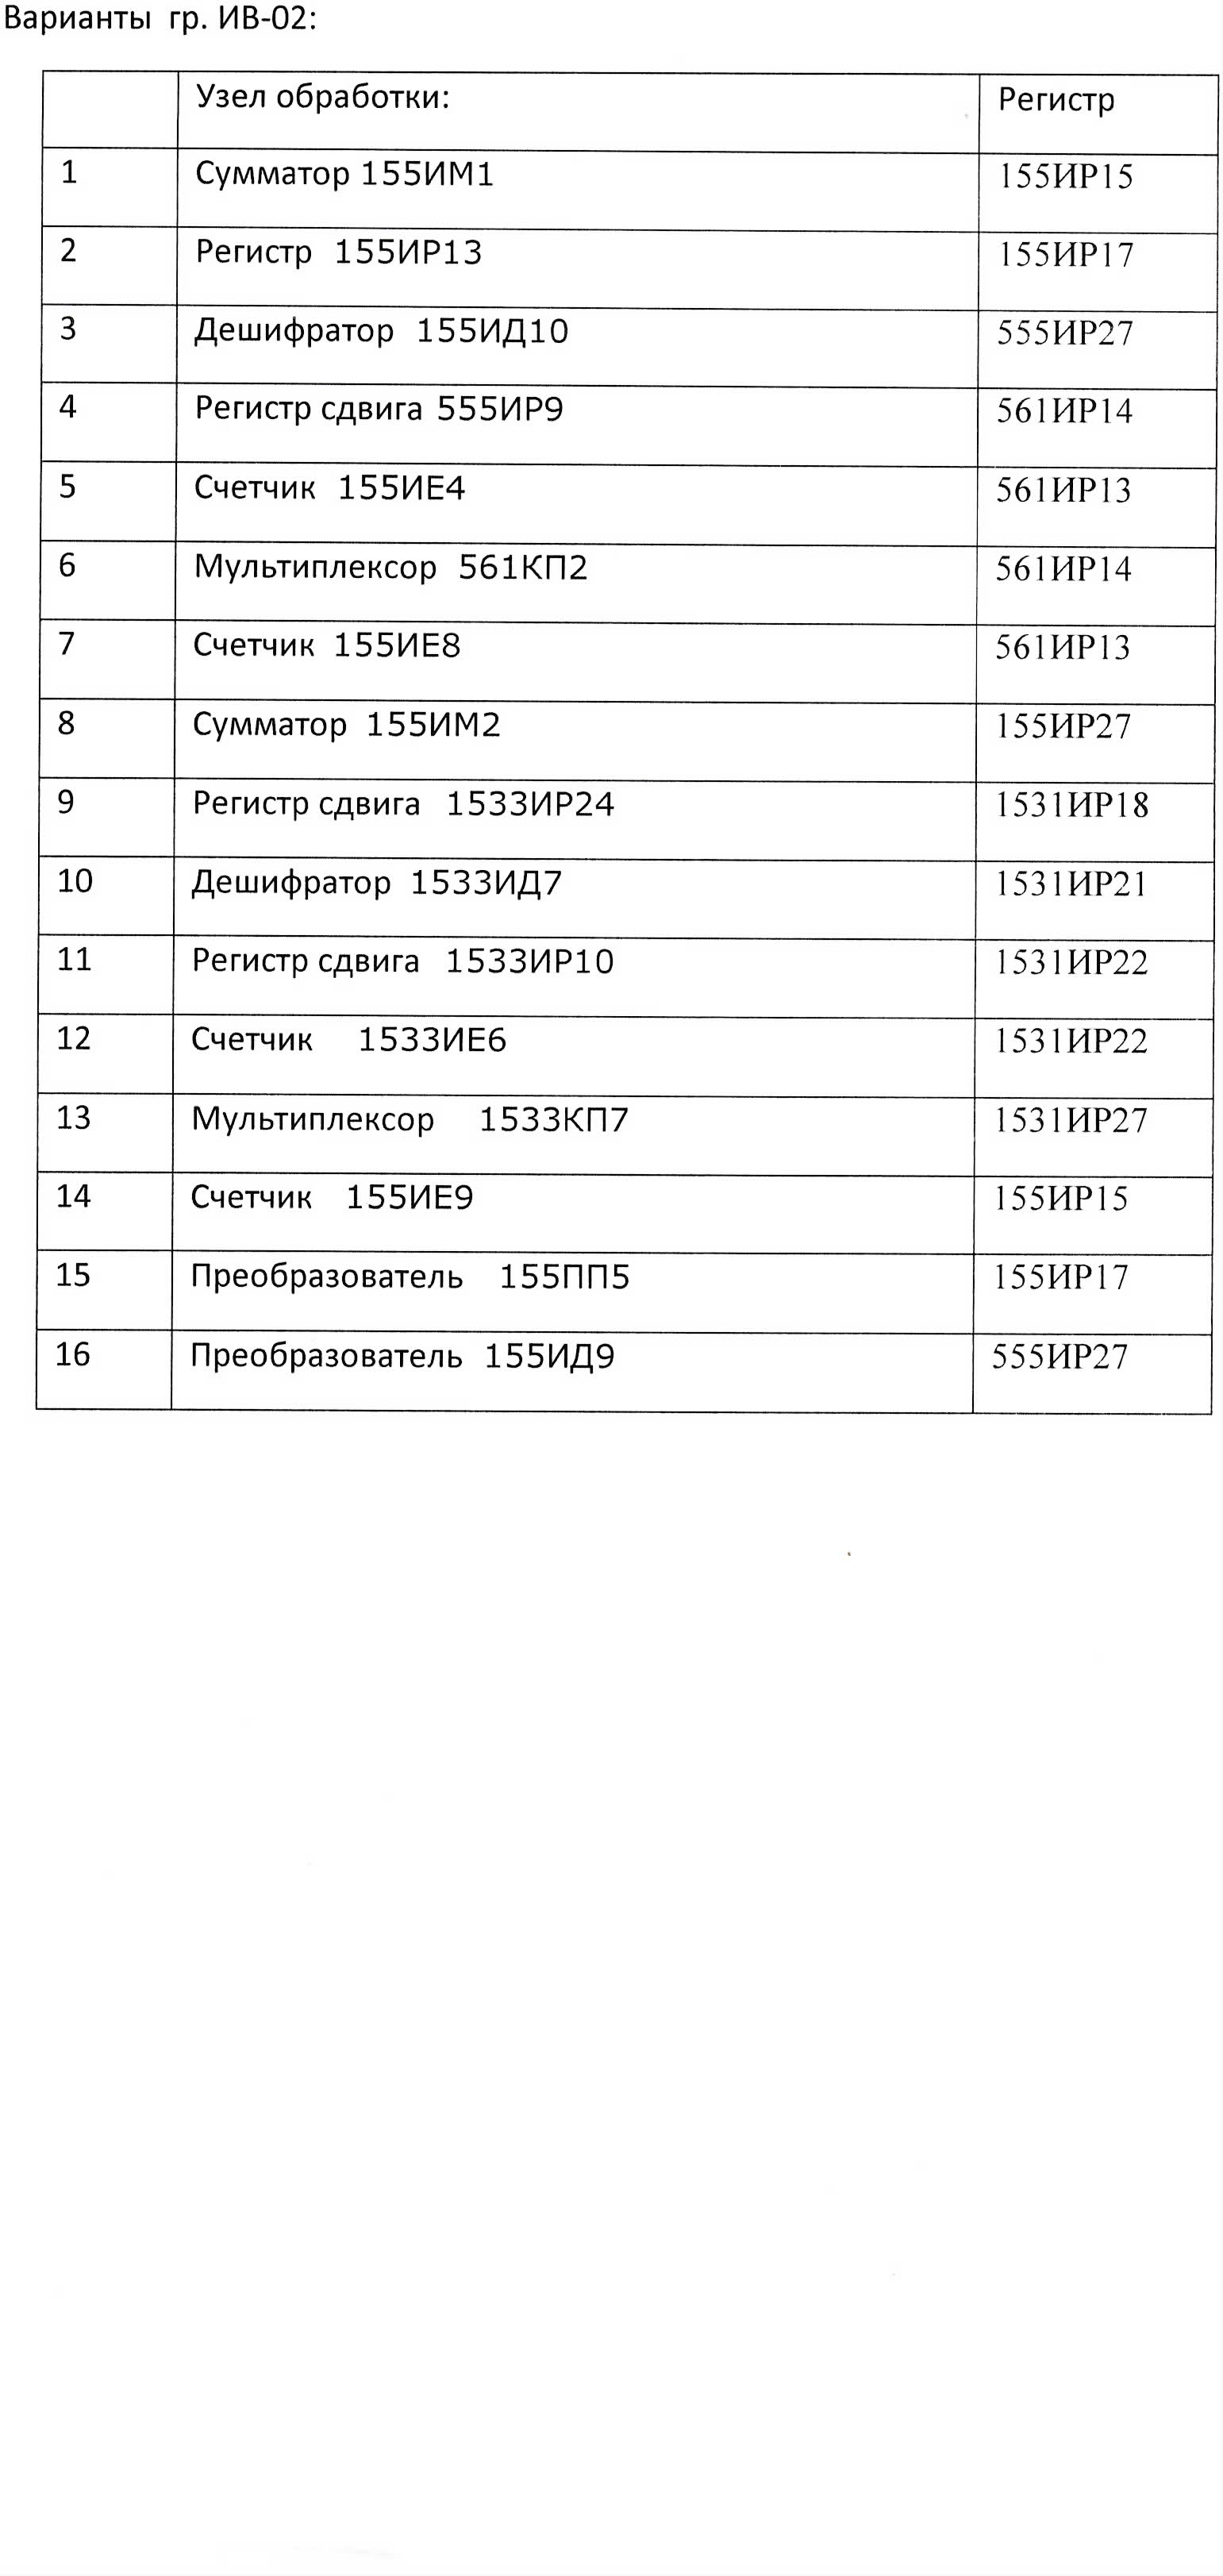 Варианты гр. ИВ-02:
Узел обработки: Регистр
1 Сумматор 155ИМ1 155ИР15
2 Регистр 155ИР13 155ИР17
3 Дешифратор 155ИД10 555ИР27
4 Регистр сдвига 555ИР9 561ИР14
5 Счетчик 155ИЕ4 561ИР13
6 Мультиплексор 561КП2 561ИР14
7 Счетчик 155ИЕ8 561ИР13
8 Сумматор 155ИМ2 155ИР27
9 Регистр сдвига 1533ИР24 1531ИР18
10 Дешифратор 1533ИД7 1531ИР21
11 Регистр сдвига 1533ИР10 1531ИР22
12 Счетчик 1533ИЕ6 1531ИР22
13 Мультиплексор 1533КП7 1531ИР27
14 Счетчик 155ИЕ9 155ИР15
15 Преобразователь 155ПП5 155ИР17
16 Преобразователь 155ИД9 555ИР27